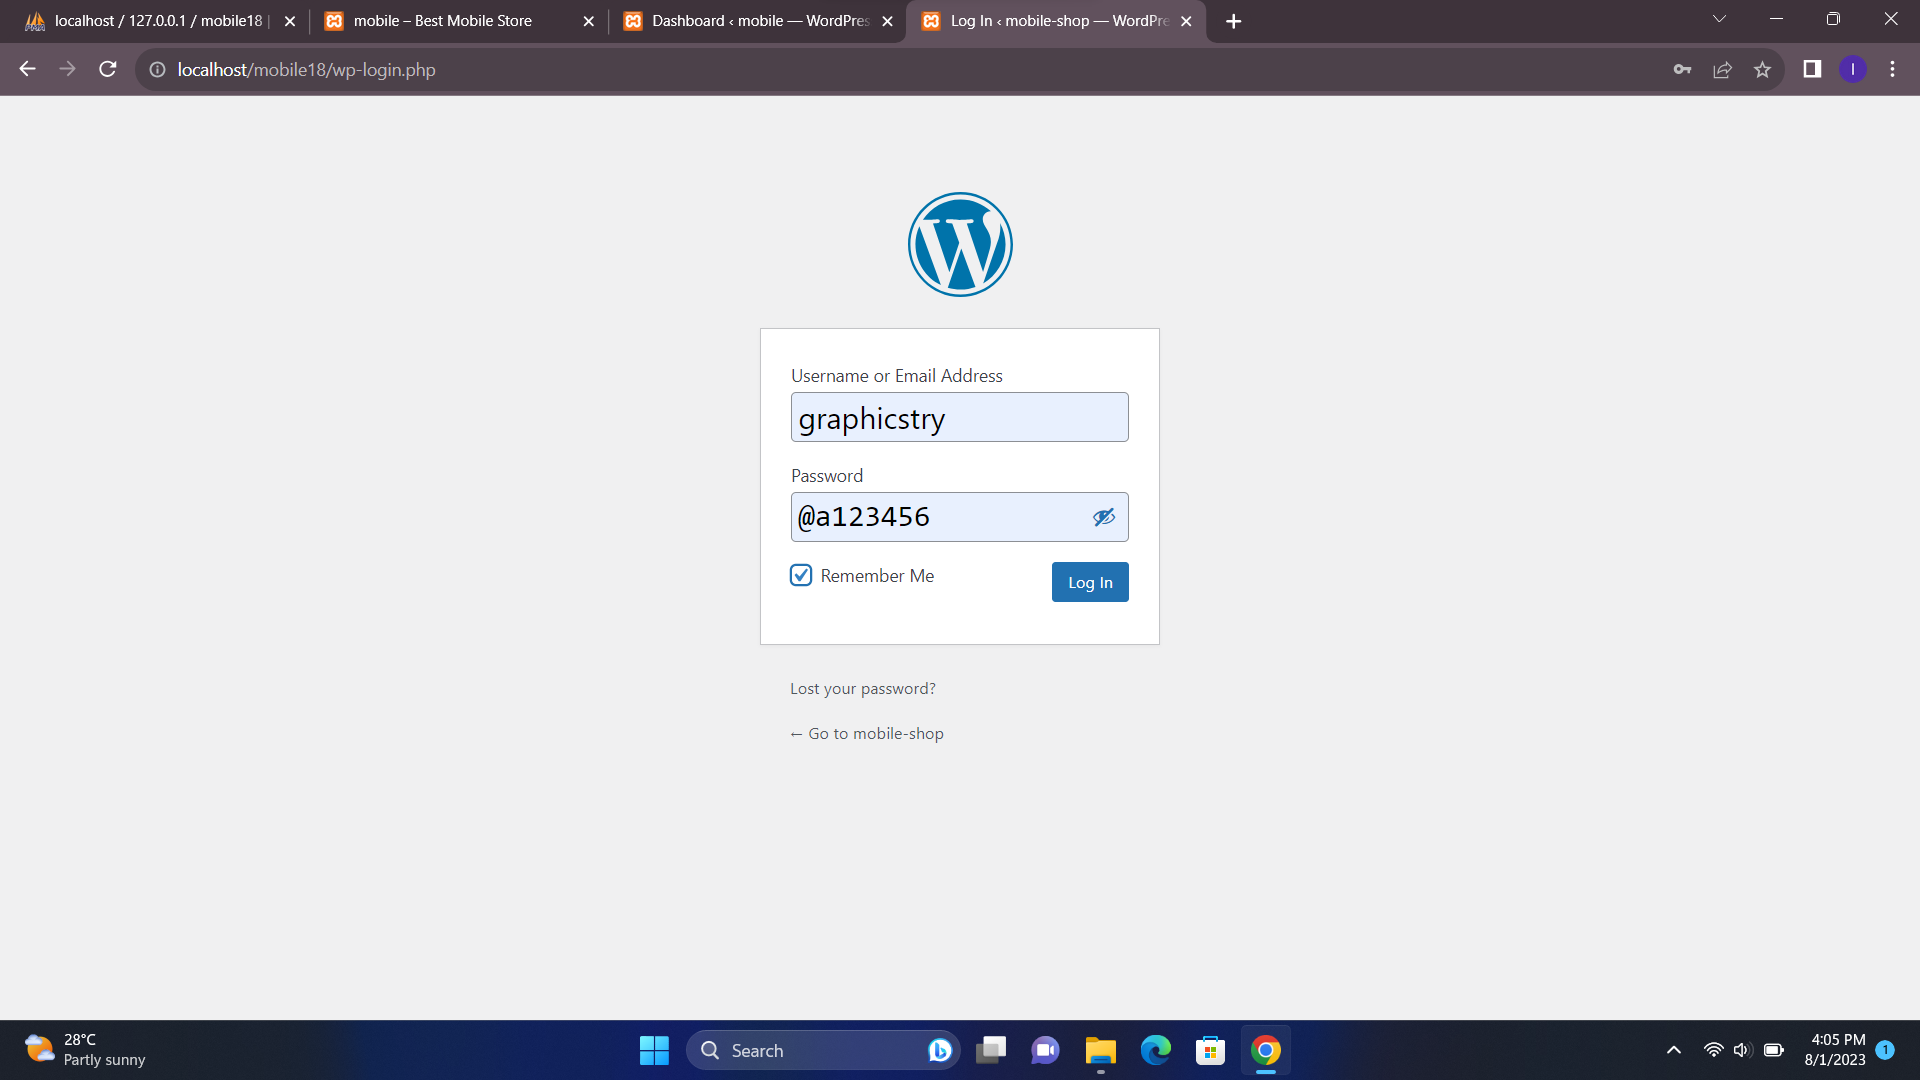 localhost / 127.0.0.1 / mobile18 |
mobile – Best Mobile Store
Dashboard ‹ mobile — WordPres
Log In ‹ mobile-shop — WordPre
localhost/mobile18/wp-login.php
I
Username or Email Address
graphicstry
Password
@a123456
Remember Me
Log In
Lost your password?
← Go to mobile-shop
28°C
Partly sunny
Search
4:05 PM
8/1/2023
1